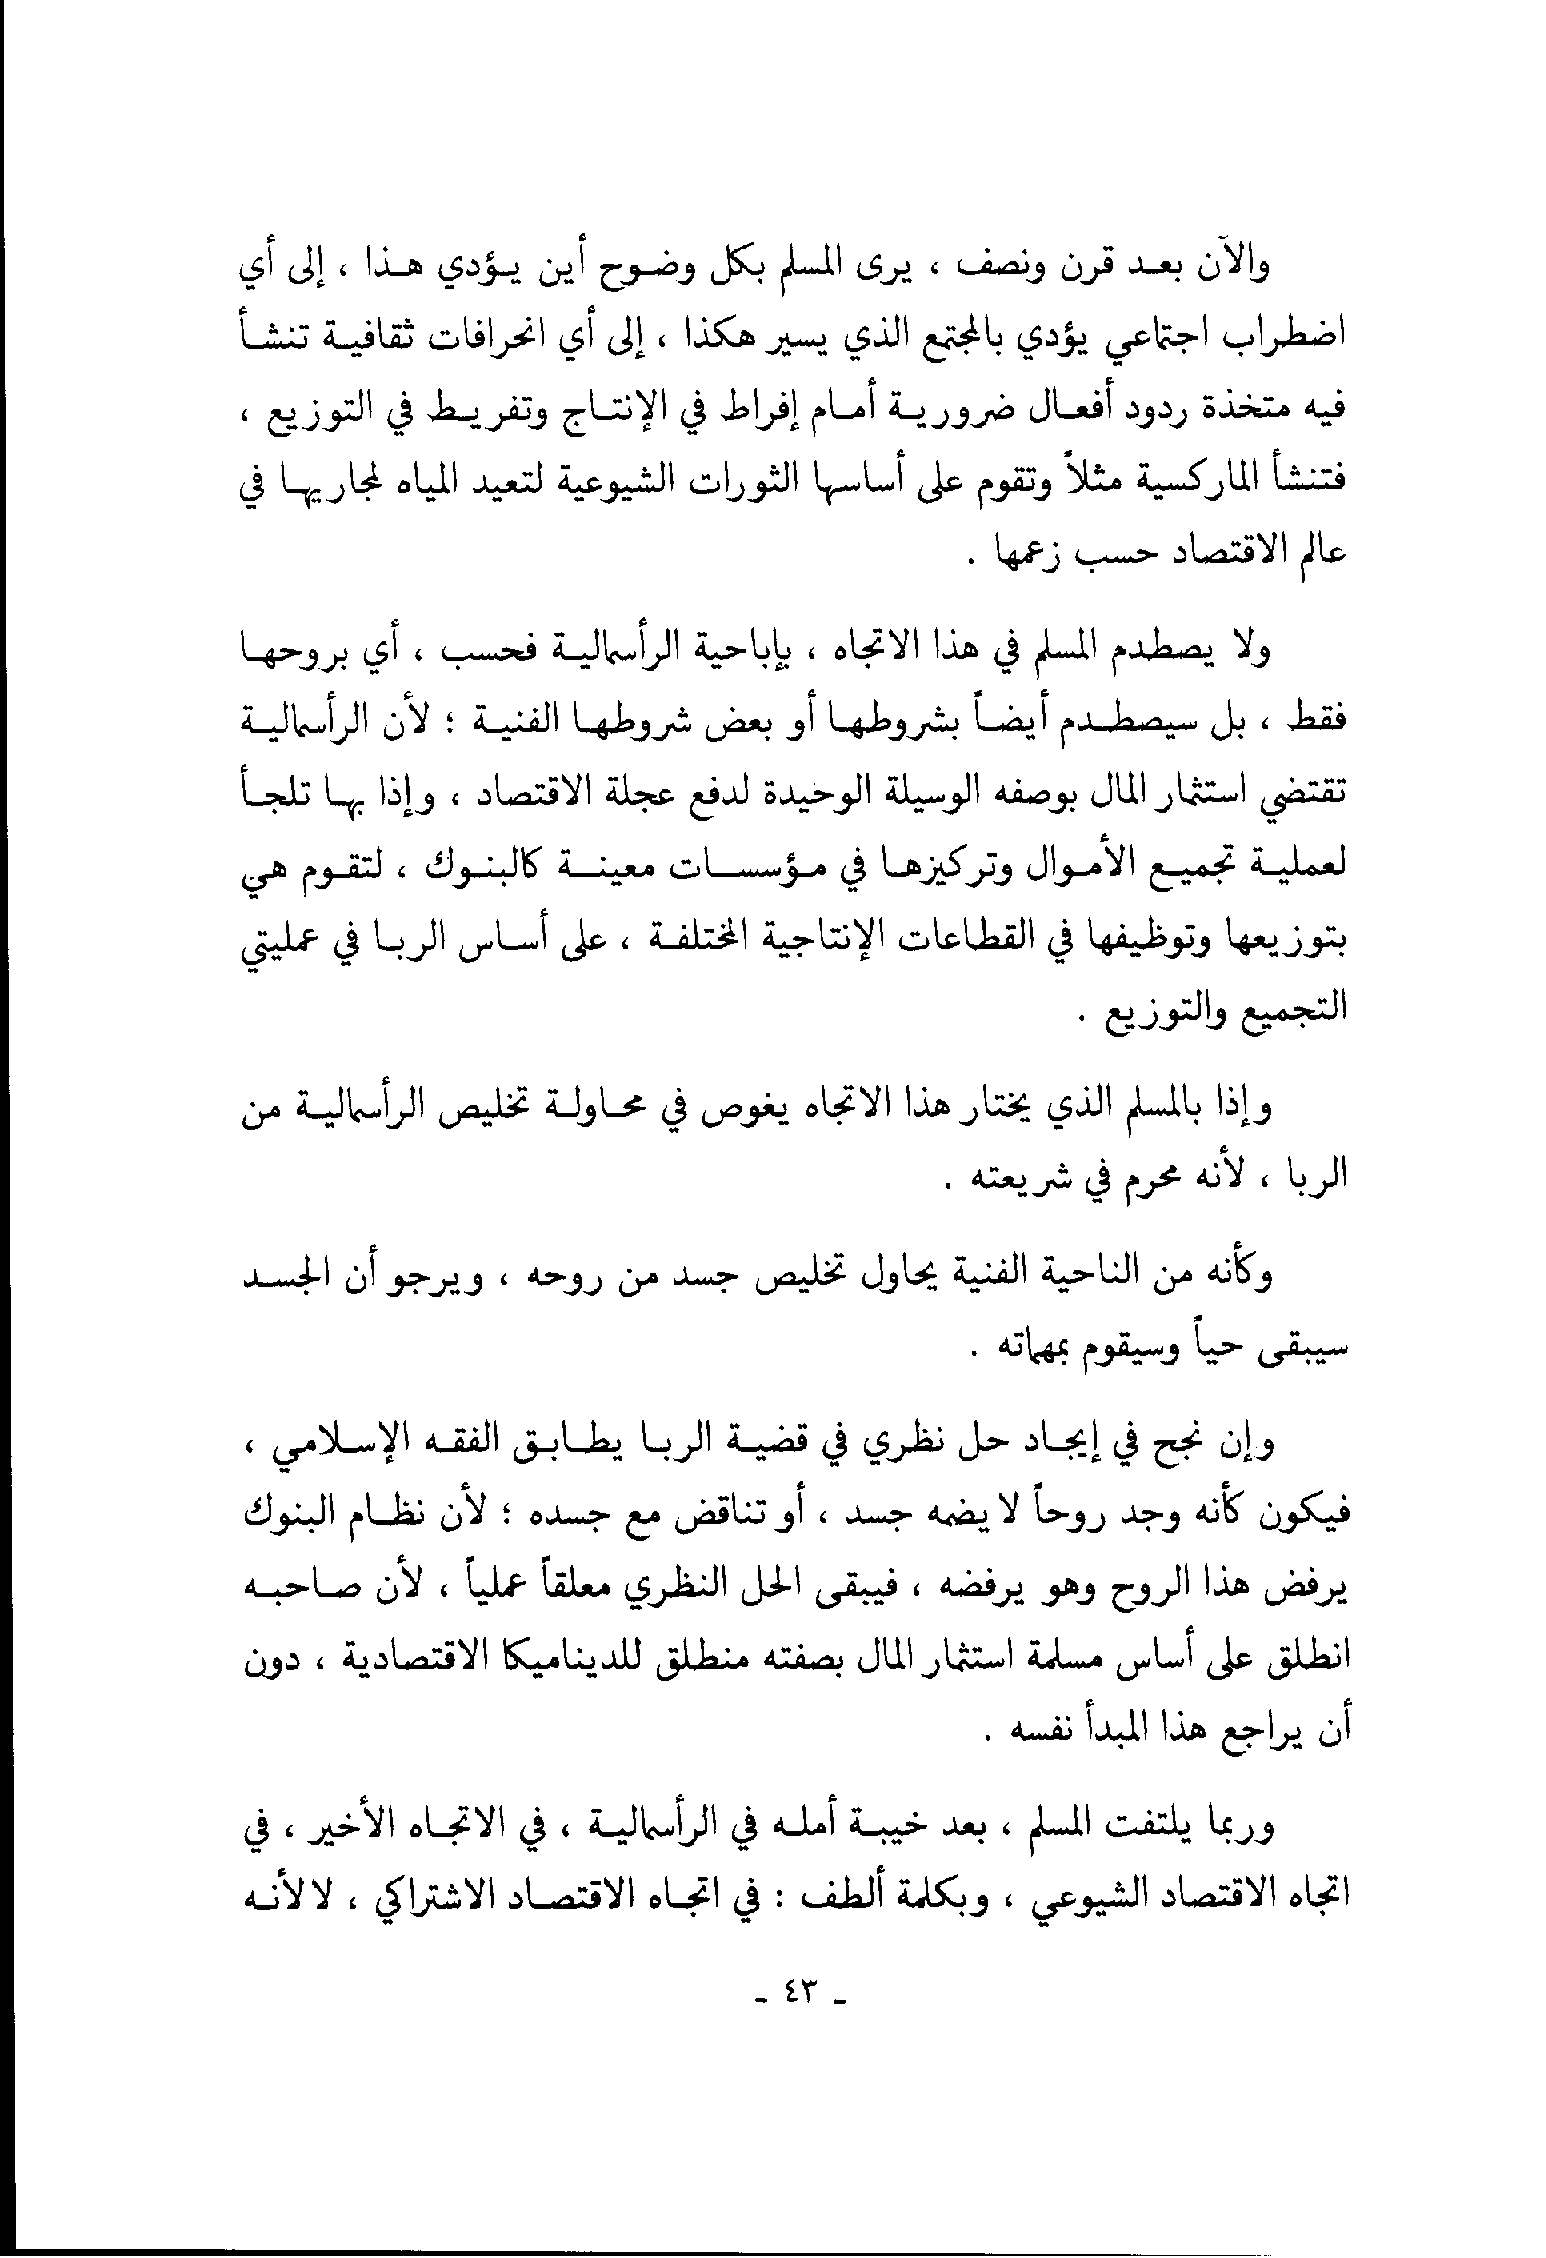 والآن بعد قرن ونصف ، يرى المسلم بكل وضوح أين يؤدي هذا ، إلى أي
اضطراب اجتماعي يؤدي بالمجتمع الذي يسير هكذا ، إلى أي انحرافات ثقافية تنشأ
فيه متخذة ردود أفعال ضرورية أمام إفراط في الإنتاج وتفريط في التوزيع ،
فتنشأ الماركسية مثلاً وتقوم على أساسها الثورات الشيوعية لتعيد المياه لمجاريها في
عالم الاقتصاد حسب زعمها .
ولا يصطدم المسلم في هذا الاتجاه ، بإباحية الرأسمالية فحسب ، أي بروحها
فقط ، بل سيصطدم أيضاً بشروطها أو بعض شروطها الفنية ؛ لأن الرأسمالية
تقتضي استثمار المال بوصفه الوسيلة الوحيدة لدفع عجلة الاقتصاد ، وإذا بها تلجأ
لعملية تجميع الأموال وتركيزها في مؤسسات معينة كالبنوك ، لتقوم هي
بتوزيعها وتوظيفها في القطاعات الإنتاجية المختلفة ، على أساس الربا في عمليتي
التجميع والتوزيع .
وإذا بالمسلم الذي يختار هذا الاتجاه يغوص في محاولة تخليص الرأسمالية من
الربا ، لأنه محرم في شريعته .
وكأنه من الناحية الفنية يحاول تخليص جسد من روحه ، ويرجو أن الجسد
سيبقى حياً وسيقوم بمهماته .
وإن نجح في إيجاد حل نظري في قضية الربا يطابق الفقه الإسلامي ،
فيكون كأنه وجد روحاً لا يضمه جسد ، أو تناقض مع جسده ؛ لأن نظام البنوك
يرفض هذا الروح وهو يرفضه ، فيبقى الحل النظري معلقاً عملياً ، لأن صاحبه
انطلق على أساس مسلمة استثمار المال بصفته منطلق للديناميكا الاقتصادية ، دون
أن يراجع هذا المبدأ نفسه .
وربما يلتفت المسلم ، بعد خيبة أمله في الرأسمالية ، في الاتجاه الأخير ، في
اتجاه الاقتصاد الشيوعي ، وبكلمة ألطف : في اتجاه الاقتصاد الاشتراكي ، لا لأنه
- ٤٣ -